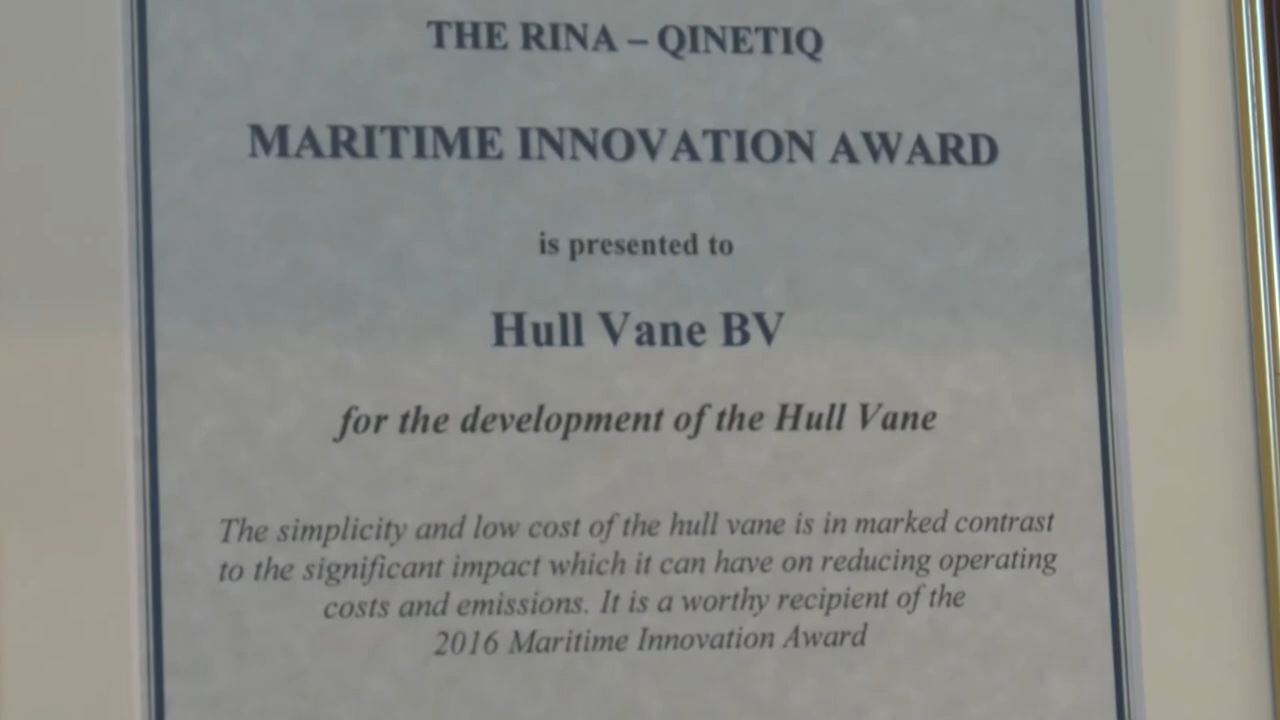 THE RINA – QINETIQ
MARITIME INNOVATION AWARD
is presented to
Hull Vane BV
for the development of the Hull Vane
The simplicity and low cost of the hull vane is in marked contrast
to the significant impact which it can have on reducing operating
costs and emissions. It is a worthy recipient of the
2016 Maritime Innovation Award